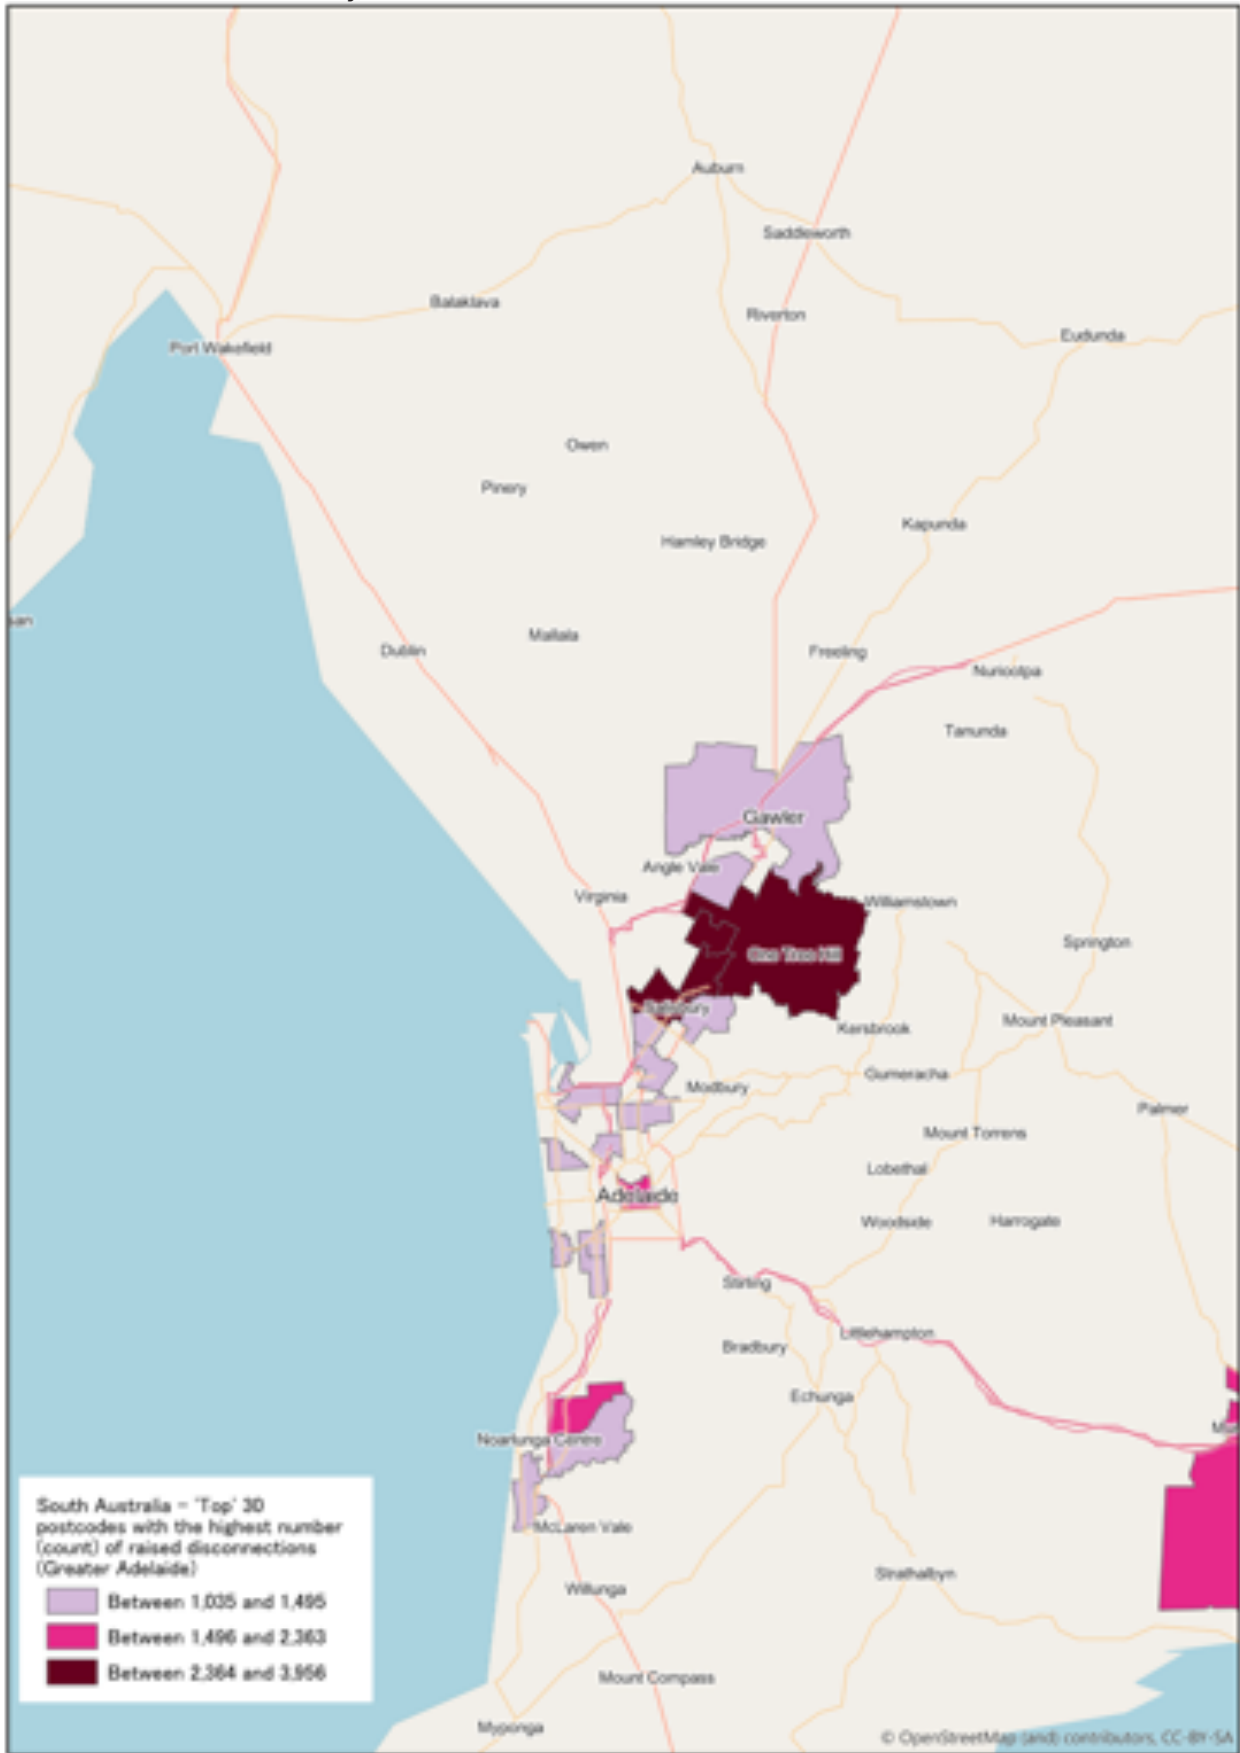 Auburn
Saddleworth
Balaklava
Riverton
Eudunda
Port Wakefield
Owen
Pinery
Kapunda
Hamley Bridge
Mallala
Dublin
Freeling
Nuriootpa
Tanunda
Gawler
Angle Vale
Virginia
Williamstown
Springton
One Tree Hill
Salisbury
Kersbrook
Mount Pleasant
Gumeracha
Modbury
Palmer
Mount Torrens
Lobethal
Adelaide
Woodside
Harrogate
Stirling
Littlehampton
Bradbury
Echunga
Noarlunga Centre
McLaren Vale
Strathalbyn
Willunga
Mount Compass
Myponga
South Australia - 'Top' 30
postcodes with the highest number
(count) of raised disconnections
(Greater Adelaide)
Between 1,035 and 1,495
Between 1,496 and 2,363
Between 2,364 and 3,956
© OpenStreetMap (and) contributors, CC-BY-SA